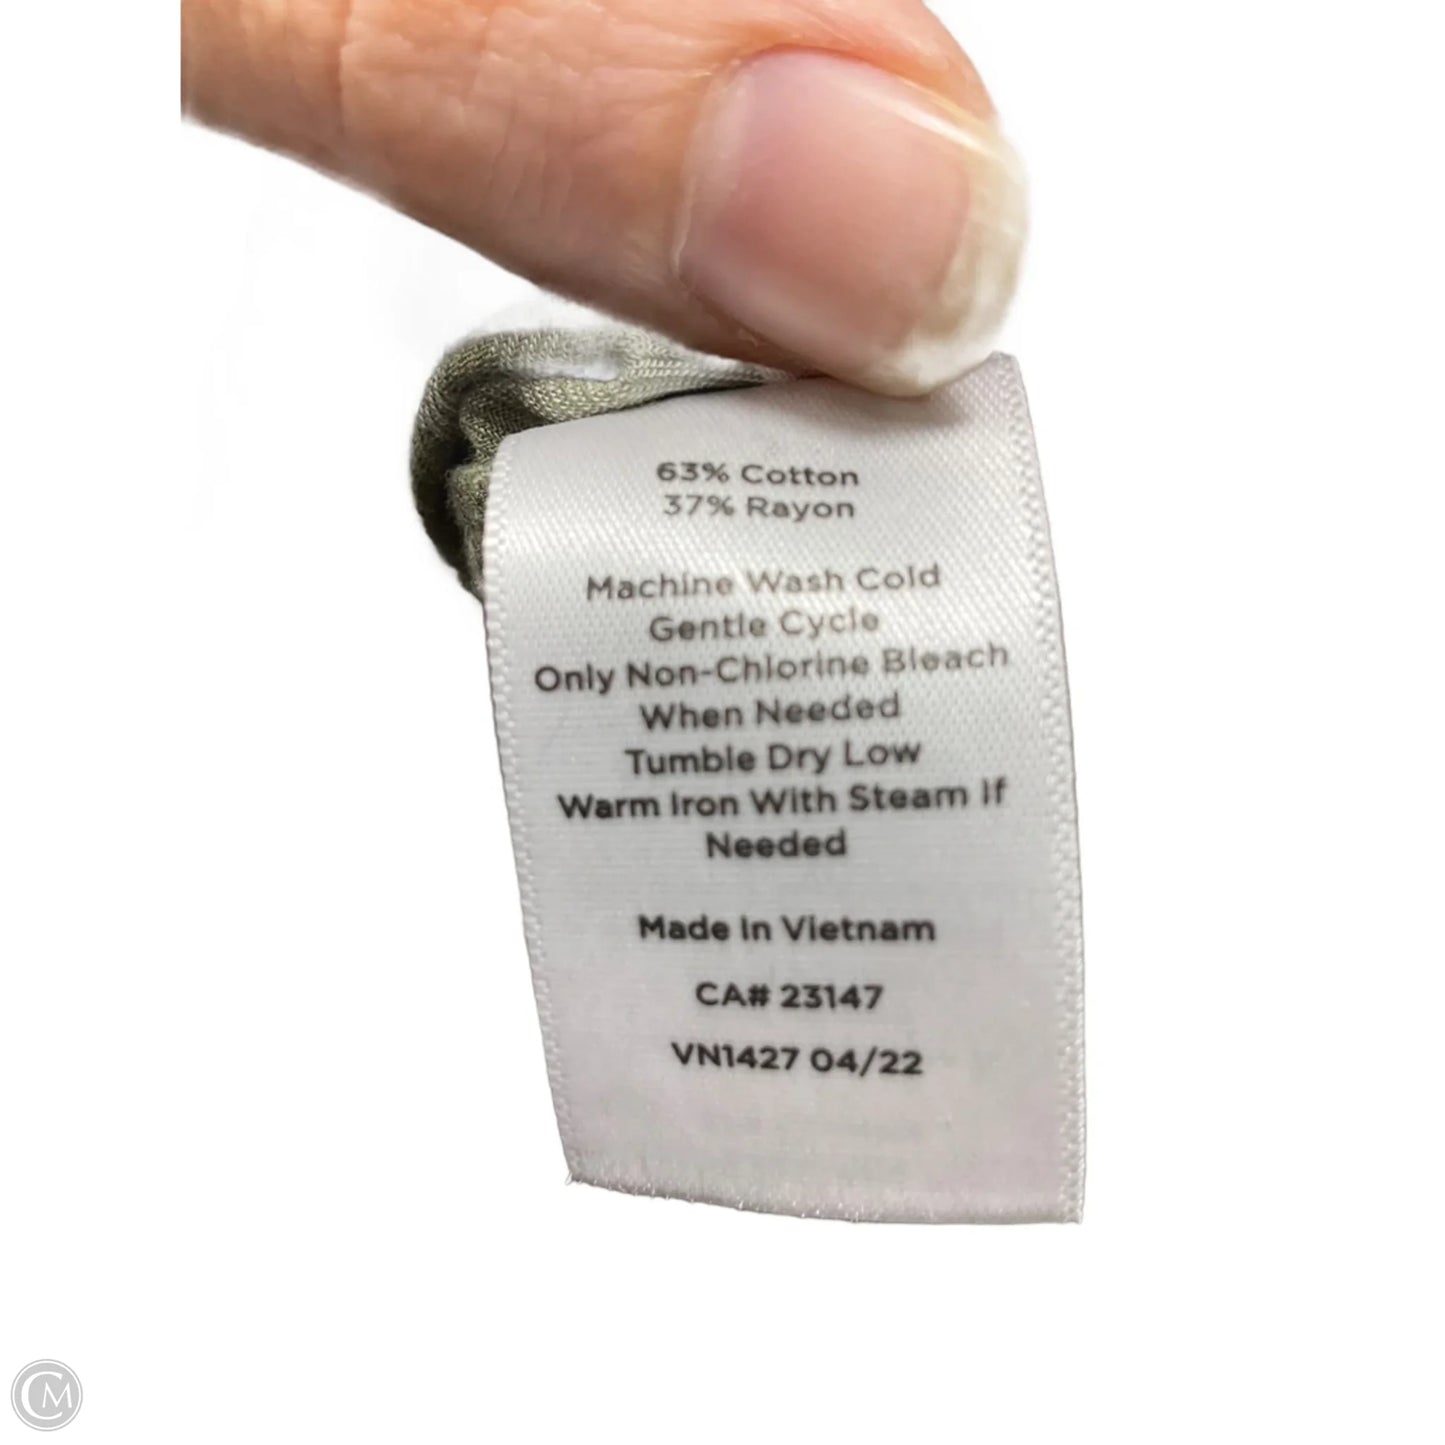 63% Cotton
37% Rayon
Machine Wash Cold
Gentle Cycle
Only Non-Chlorine Bleach
When Needed
Tumble Dry Low
Warm Iron With Steam If
Needed
Made In Vietnam
CA# 23147
VN1427 04/22
CM